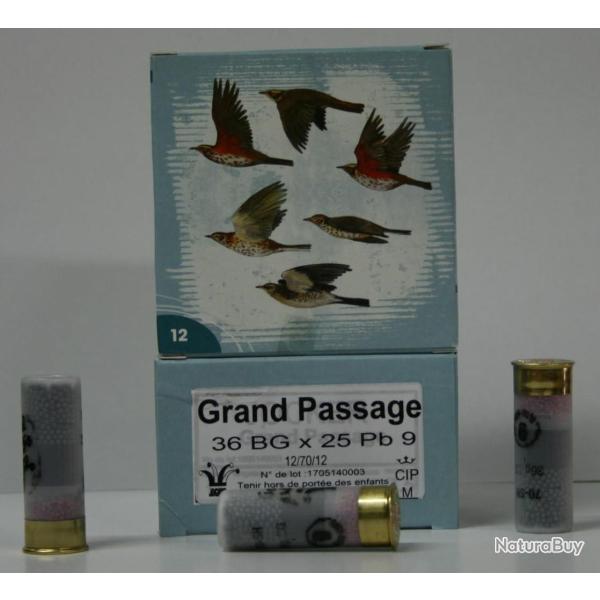 12
Grand Passage
36 BG x 25 Pb 9
12/70/12
N° de lot : 1705140003
CIP
Tenir hors de portée des enfants
M
36g
NaturaBuy